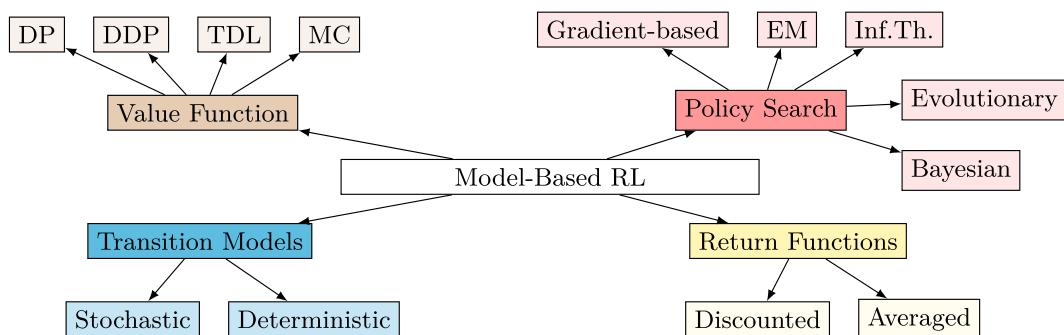 DP
DDP
TDL
MC
Gradient-based
EM
Inf.Th.
Value Function
Policy Search
Evolutionary
Bayesian
Model-Based RL
Transition Models
Return Functions
Stochastic
Deterministic
Discounted
Averaged